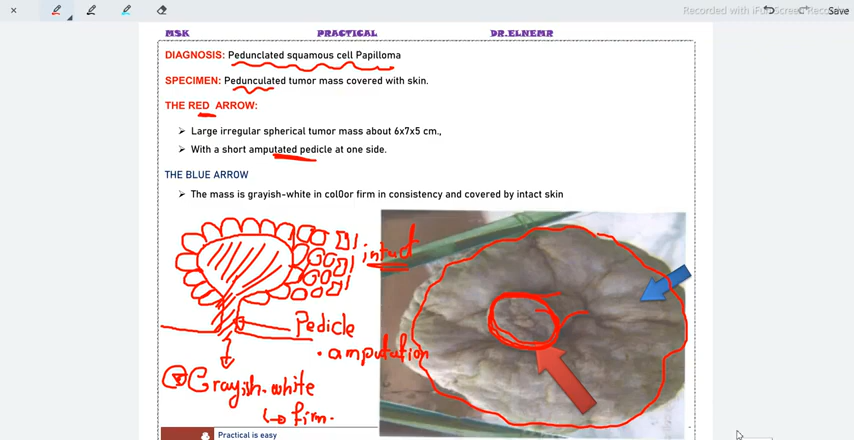 Recorded with iFun Screen Recorder
Save
MSK PRACTICAL DR.ELNEMR
DIAGNOSIS: Pedunclated squamous cell Papilloma
SPECIMEN: Pedunculated tumor mass covered with skin.
THE RED ARROW:
➢ Large irregular spherical tumor mass about 6x7x5 cm.,
➢ With a short amputated pedicle at one side.
THE BLUE ARROW
➢ The mass is grayish-white in col0or firm in consistency and covered by intact skin
intact
Pedicle
• amputation
Grayish.white
↳ firm.
Practical is easy